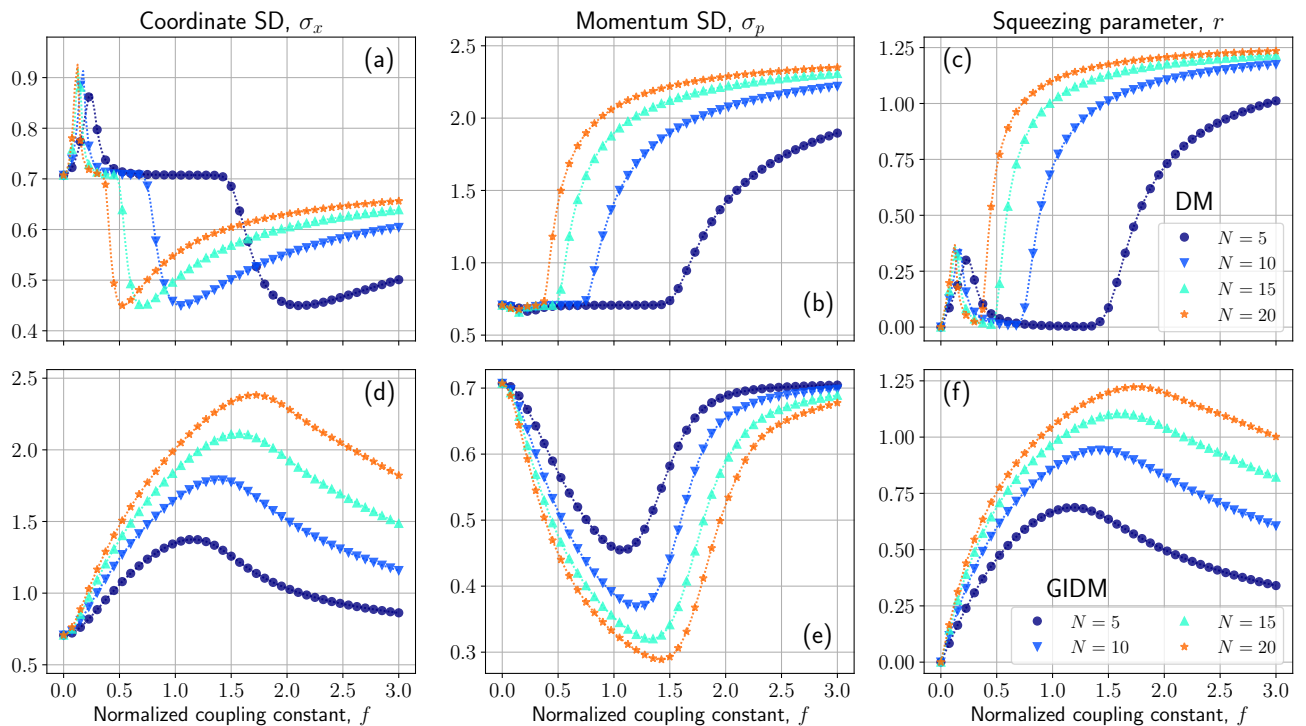 Coordinate SD, σx
Momentum SD, σp
Squeezing parameter, r
(a)
0.9
0.8
0.7
0.6
0.5
0.4
(b)
2.5
2.0
1.5
1.0
0.5
(c)
1.25
1.00
0.75
0.50
0.25
0.00
DM
N = 5
N = 10
N = 15
N = 20
(d)
2.5
2.0
1.5
1.0
0.5
0.0 0.5 1.0 1.5 2.0 2.5 3.0
Normalized coupling constant, f
(e)
0.7
0.6
0.5
0.4
0.3
0.0 0.5 1.0 1.5 2.0 2.5 3.0
Normalized coupling constant, f
(f)
1.25
1.00
0.75
0.50
0.25
0.00
GIDM
N = 5 N = 15
N = 10 N = 20
0.0 0.5 1.0 1.5 2.0 2.5 3.0
Normalized coupling constant, f